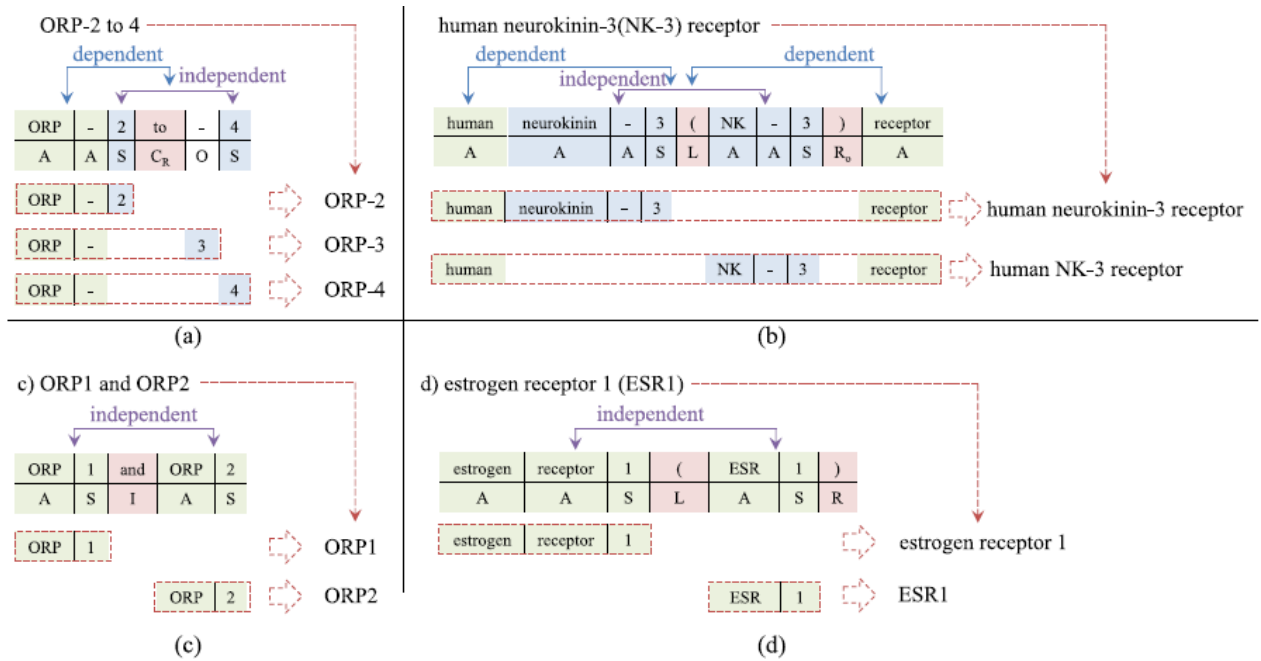 ORP-2 to 4
dependent
independent
ORP - 2 to - 4
A A S C_R O S
ORP - 2 ORP-2
ORP - 3 ORP-3
ORP - 4 ORP-4
(a)
human neurokinin-3(NK-3) receptor
dependent dependent
independent
human neurokinin - 3 ( NK - 3 ) receptor
A A A S L A A S R_o A
human neurokinin - 3 receptor human neurokinin-3 receptor
human NK - 3 receptor human NK-3 receptor
(b)
c) ORP1 and ORP2
independent
ORP 1 and ORP 2
A S I A S
ORP 1 ORP1
ORP 2 ORP2
(c)
d) estrogen receptor 1 (ESR1)
independent
estrogen receptor 1 ( ESR 1 )
A A S L A S R
estrogen receptor 1 estrogen receptor 1
ESR 1 ESR1
(d)